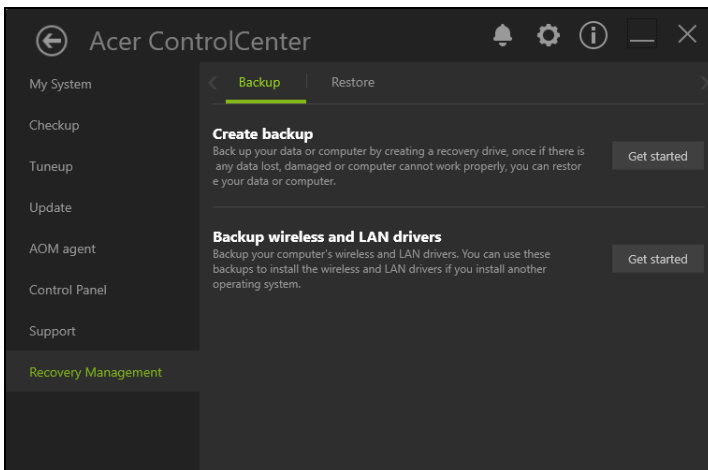 Acer ControlCenter
My System
Checkup
Tuneup
Update
AOM agent
Control Panel
Support
Recovery Management
Backup
Restore
Create backup
Back up your data or computer by creating a recovery drive, once if there is
any data lost, damaged or computer cannot work properly, you can restor
e your data or computer.
Get started
Backup wireless and LAN drivers
Backup your computer's wireless and LAN drivers. You can use these
backups to install the wireless and LAN drivers if you install another
operating system.
Get started